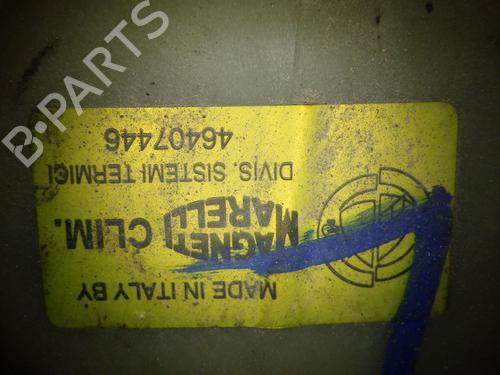 MADE IN ITALY BY
MAGNETI
MARELLI CLIM.
DIVIS. SISTEMI TERMICI
46407446
B-PARTS